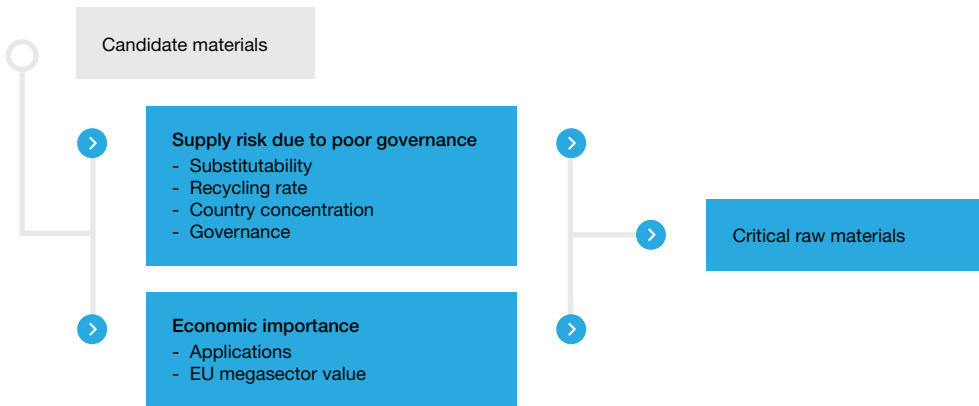 Candidate materials
Supply risk due to poor governance
- Substitutability
- Recycling rate
- Country concentration
- Governance
Economic importance
- Applications
- EU megasector value
Critical raw materials